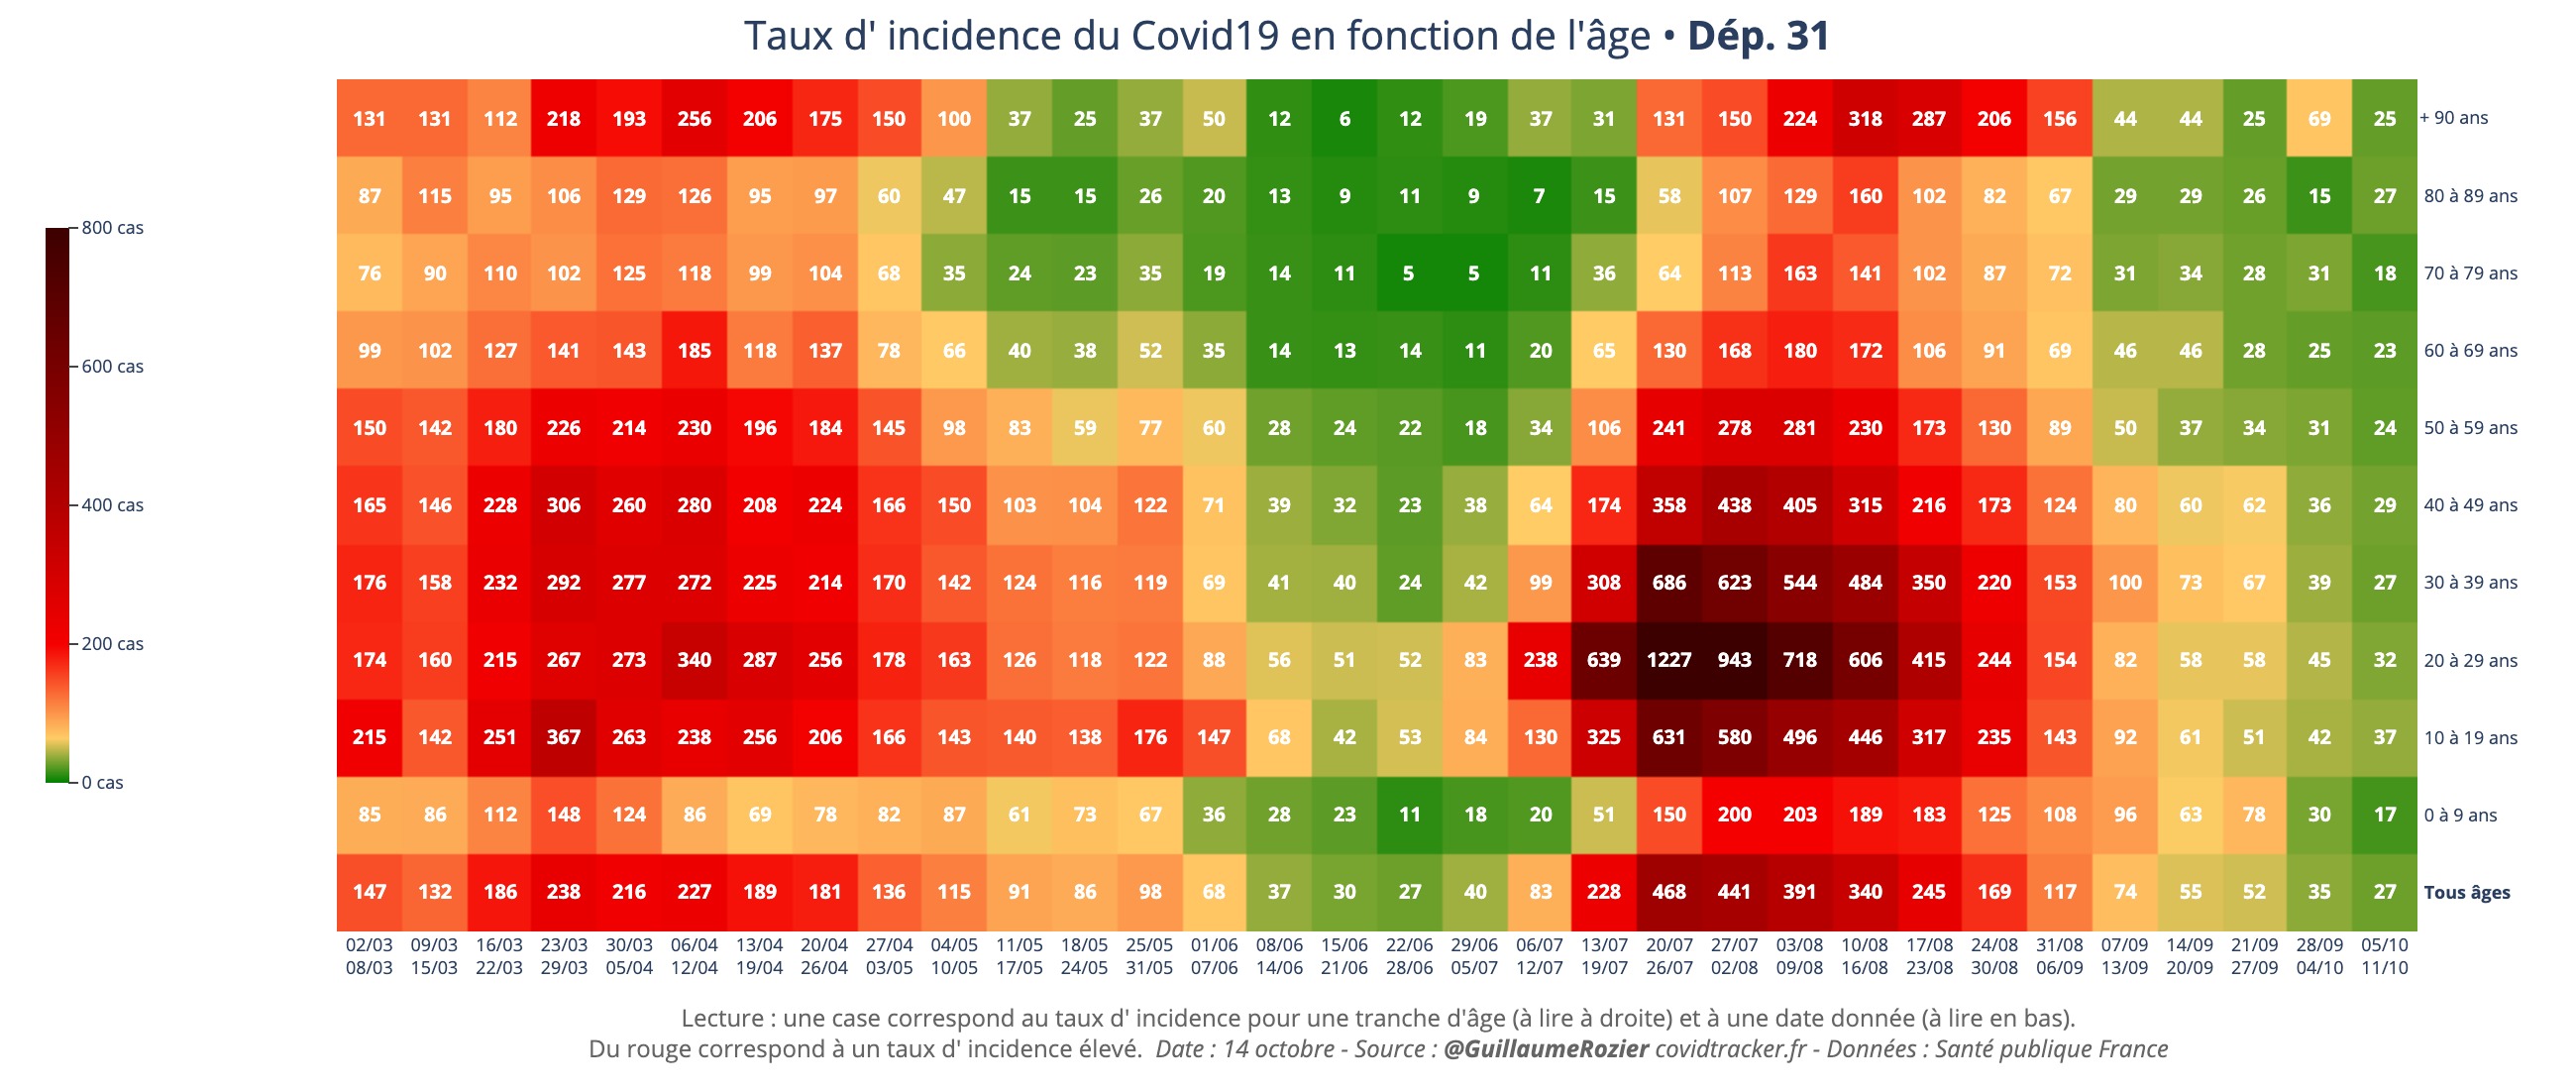 Taux d' incidence du Covid19 en fonction de l'âge • Dép. 31
800 cas
600 cas
400 cas
200 cas
0 cas
131 131 112 218 193 256 206 175 150 100 37 25 37 50 12 6 12 19 37 31 131 150 224 318 287 206 156 44 44 25 69 25 + 90 ans
87 115 95 106 129 126 95 97 60 47 15 15 26 20 13 9 11 9 7 15 58 107 129 160 102 82 67 29 29 26 15 27 80 à 89 ans
76 90 110 102 125 118 99 104 68 35 24 23 35 19 14 11 5 5 11 36 64 113 163 141 102 87 72 31 34 28 31 18 70 à 79 ans
99 102 127 141 143 185 118 137 78 66 40 38 52 35 14 13 14 11 20 65 130 168 180 172 106 91 69 46 46 28 25 23 60 à 69 ans
150 142 180 226 214 230 196 184 145 98 83 59 77 60 28 24 22 18 34 106 241 278 281 230 173 130 89 50 37 34 31 24 50 à 59 ans
165 146 228 306 260 280 208 224 166 150 103 104 122 71 39 32 23 38 64 174 358 438 405 315 216 173 124 80 60 62 36 29 40 à 49 ans
176 158 232 292 277 272 225 214 170 142 124 116 119 69 41 40 24 42 99 308 686 623 544 484 350 220 153 100 73 67 39 27 30 à 39 ans
174 160 215 267 273 340 287 256 178 163 126 118 122 88 56 51 52 83 238 639 1227 943 718 606 415 244 154 82 58 58 45 32 20 à 29 ans
215 142 251 367 263 238 256 206 166 143 140 138 176 147 68 42 53 84 130 325 631 580 496 446 317 235 143 92 61 51 42 37 10 à 19 ans
85 86 112 148 124 86 69 78 82 87 61 73 67 36 28 23 11 18 20 51 150 200 203 189 183 125 108 96 63 78 30 17 0 à 9 ans
147 132 186 238 216 227 189 181 136 115 91 86 98 68 37 30 27 40 83 228 468 441 391 340 245 169 117 74 55 52 35 27 Tous âges
02/03 09/03 16/03 23/03 30/03 06/04 13/04 20/04 27/04 04/05 11/05 18/05 25/05 01/06 08/06 15/06 22/06 29/06 06/07 13/07 20/07 27/07 03/08 10/08 17/08 24/08 31/08 07/09 14/09 21/09 28/09 05/10
08/03 15/03 22/03 29/03 05/04 12/04 19/04 26/04 03/05 10/05 17/05 24/05 31/05 07/06 14/06 21/06 28/06 05/07 12/07 19/07 26/07 02/08 09/08 16/08 23/08 30/08 06/09 13/09 20/09 27/09 04/10 11/10
Lecture : une case correspond au taux d' incidence pour une tranche d'âge (à lire à droite) et à une date donnée (à lire en bas).
Du rouge correspond à un taux d' incidence élevé. Date : 14 octobre - Source : @GuillaumeRozier covidtracker.fr - Données : Santé publique France